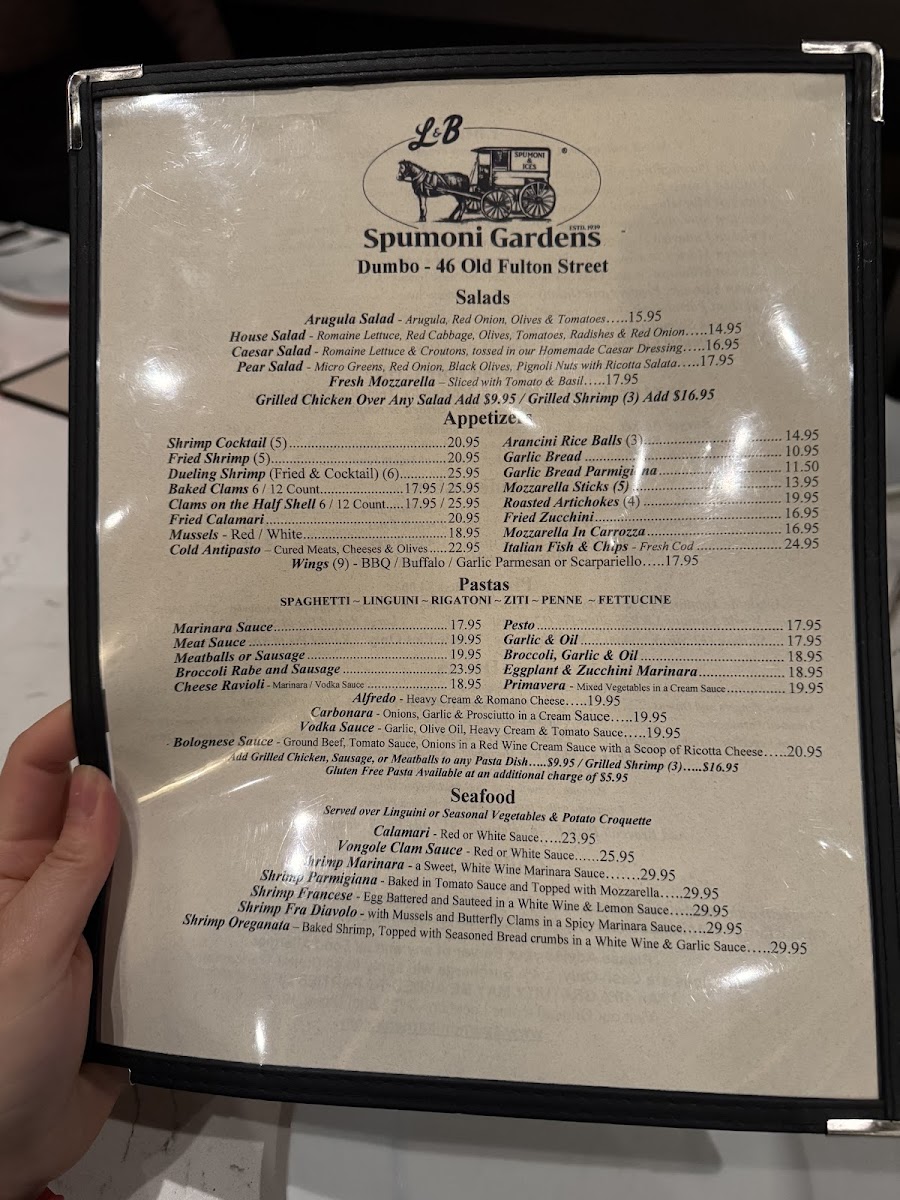 L&B
SPUMONI
&
ICES
®
ESTD. 1939
Spumoni Gardens
Dumbo - 46 Old Fulton Street
Salads
Arugula Salad - Arugula, Red Onion, Olives & Tomatoes.....15.95
House Salad - Romaine Lettuce, Red Cabbage, Olives, Tomatoes, Radishes & Red Onion.....14.95
Caesar Salad - Romaine Lettuce & Croutons, tossed in our Homemade Caesar Dressing.....16.95
Pear Salad - Micro Greens, Red Onion, Black Olives, Pignoli Nuts with Ricotta Salata.....17.95
Fresh Mozzarella – Sliced with Tomato & Basil.....17.95
Grilled Chicken Over Any Salad Add $9.95 / Grilled Shrimp (3) Add $16.95
Appetizers
Shrimp Cocktail (5)..........20.95
Fried Shrimp (5)..........20.95
Dueling Shrimp (Fried & Cocktail) (6)..........25.95
Baked Clams 6 / 12 Count..........17.95 / 25.95
Clams on the Half Shell 6 / 12 Count.....17.95 / 25.95
Fried Calamari..........20.95
Mussels - Red / White..........18.95
Cold Antipasto – Cured Meats, Cheeses & Olives.....22.95
Arancini Rice Balls (3)..........14.95
Garlic Bread..........10.95
Garlic Bread Parmigiana..........11.50
Mozzarella Sticks (5)..........13.95
Roasted Artichokes (4)..........19.95
Fried Zucchini..........16.95
Mozzarella In Carrozza..........16.95
Italian Fish & Chips - Fresh Cod..........24.95
Wings (9) - BBQ / Buffalo / Garlic Parmesan or Scarpariello.....17.95
Pastas
SPAGHETTI ~ LINGUINI ~ RIGATONI ~ ZITI ~ PENNE ~ FETTUCINE
Marinara Sauce..........17.95
Meat Sauce..........19.95
Meatballs or Sausage..........19.95
Broccoli Rabe and Sausage..........23.95
Cheese Ravioli - Marinara / Vodka Sauce..........18.95
Pesto..........17.95
Garlic & Oil..........17.95
Broccoli, Garlic & Oil..........18.95
Eggplant & Zucchini Marinara..........18.95
Primavera - Mixed Vegetables in a Cream Sauce..........19.95
Alfredo - Heavy Cream & Romano Cheese.....19.95
Carbonara - Onions, Garlic & Prosciutto in a Cream Sauce.....19.95
Vodka Sauce - Garlic, Olive Oil, Heavy Cream & Tomato Sauce.....19.95
Bolognese Sauce - Ground Beef, Tomato Sauce, Onions in a Red Wine Cream Sauce with a Scoop of Ricotta Cheese.....20.95
Add Grilled Chicken, Sausage, or Meatballs to any Pasta Dish.....$9.95 / Grilled Shrimp (3).....$16.95
Gluten Free Pasta Available at an additional charge of $5.95
Seafood
Served over Linguini or Seasonal Vegetables & Potato Croquette
Calamari - Red or White Sauce.....23.95
Vongole Clam Sauce - Red or White Sauce......25.95
Shrimp Marinara - a Sweet, White Wine Marinara Sauce.......29.95
Shrimp Parmigiana - Baked in Tomato Sauce and Topped with Mozzarella.....29.95
Shrimp Francese - Egg Battered and Sauteed in a White Wine & Lemon Sauce.....29.95
Shrimp Fra Diavolo - with Mussels and Butterfly Clams in a Spicy Marinara Sauce.....29.95
Shrimp Oreganata – Baked Shrimp, Topped with Seasoned Bread crumbs in a White Wine & Garlic Sauce.....29.95